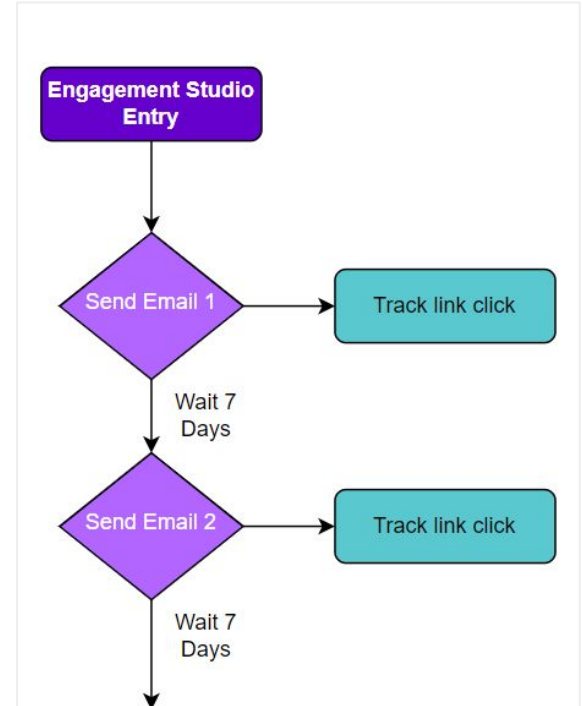 Engagement Studio
Entry
Send Email 1
Track link click
Wait 7
Days
Send Email 2
Track link click
Wait 7
Days